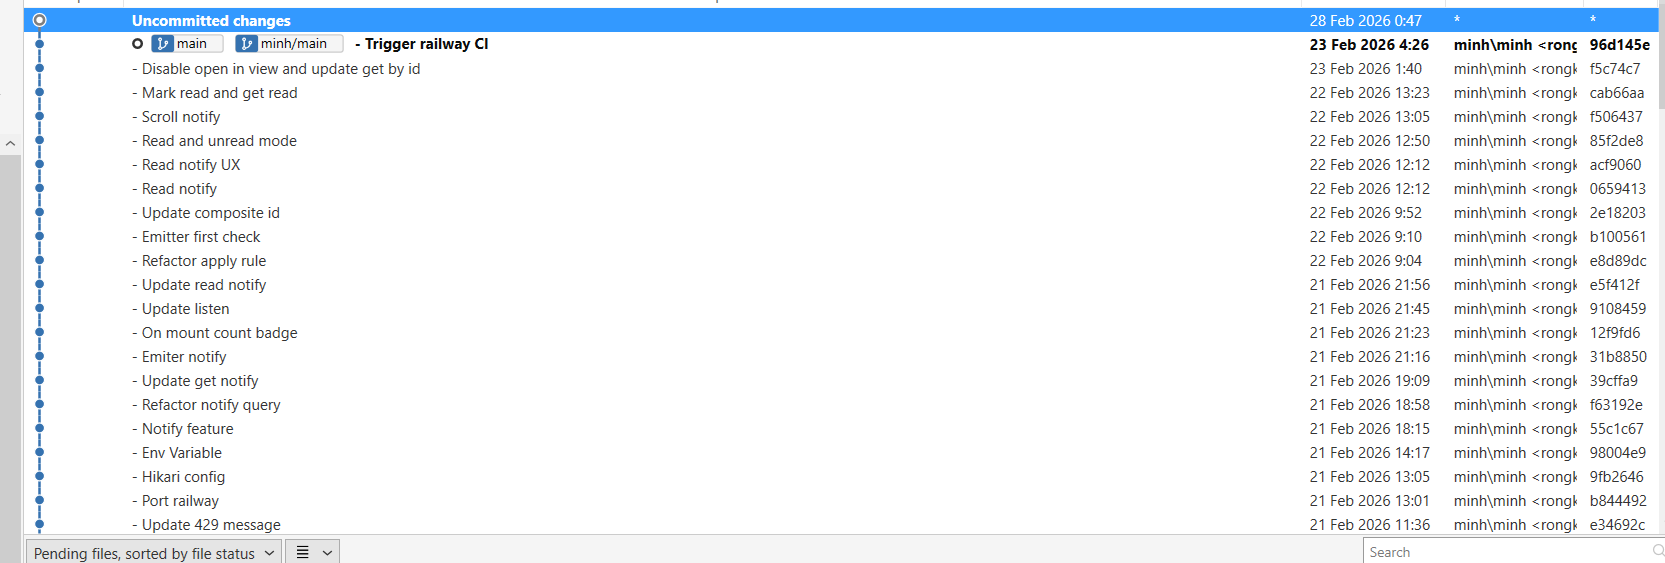 Uncommitted changes 28 Feb 2026 0:47 * *
main minh/main - Trigger railway CI 23 Feb 2026 4:26 minh\minh <rong 96d145e
- Disable open in view and update get by id 23 Feb 2026 1:40 minh\minh <rongk f5c74c7
- Mark read and get read 22 Feb 2026 13:23 minh\minh <rongk cab66aa
- Scroll notify 22 Feb 2026 13:05 minh\minh <rongk f506437
- Read and unread mode 22 Feb 2026 12:50 minh\minh <rongk 85f2de8
- Read notify UX 22 Feb 2026 12:12 minh\minh <rongk acf9060
- Read notify 22 Feb 2026 12:12 minh\minh <rongk 0659413
- Update composite id 22 Feb 2026 9:52 minh\minh <rongk 2e18203
- Emitter first check 22 Feb 2026 9:10 minh\minh <rongk b100561
- Refactor apply rule 22 Feb 2026 9:04 minh\minh <rongk e8d89dc
- Update read notify 21 Feb 2026 21:56 minh\minh <rongk e5f412f
- Update listen 21 Feb 2026 21:45 minh\minh <rongk 9108459
- On mount count badge 21 Feb 2026 21:23 minh\minh <rongk 12f9fd6
- Emiter notify 21 Feb 2026 21:16 minh\minh <rongk 31b8850
- Update get notify 21 Feb 2026 19:09 minh\minh <rongk 39cffa9
- Refactor notify query 21 Feb 2026 18:58 minh\minh <rongk f63192e
- Notify feature 21 Feb 2026 18:15 minh\minh <rongk 55c1c67
- Env Variable 21 Feb 2026 14:17 minh\minh <rongk 98004e9
- Hikari config 21 Feb 2026 13:05 minh\minh <rongk 9fb2646
- Port railway 21 Feb 2026 13:01 minh\minh <rongk b844492
- Update 429 message 21 Feb 2026 11:36 minh\minh <rongk e34692c
Pending files, sorted by file status
Search